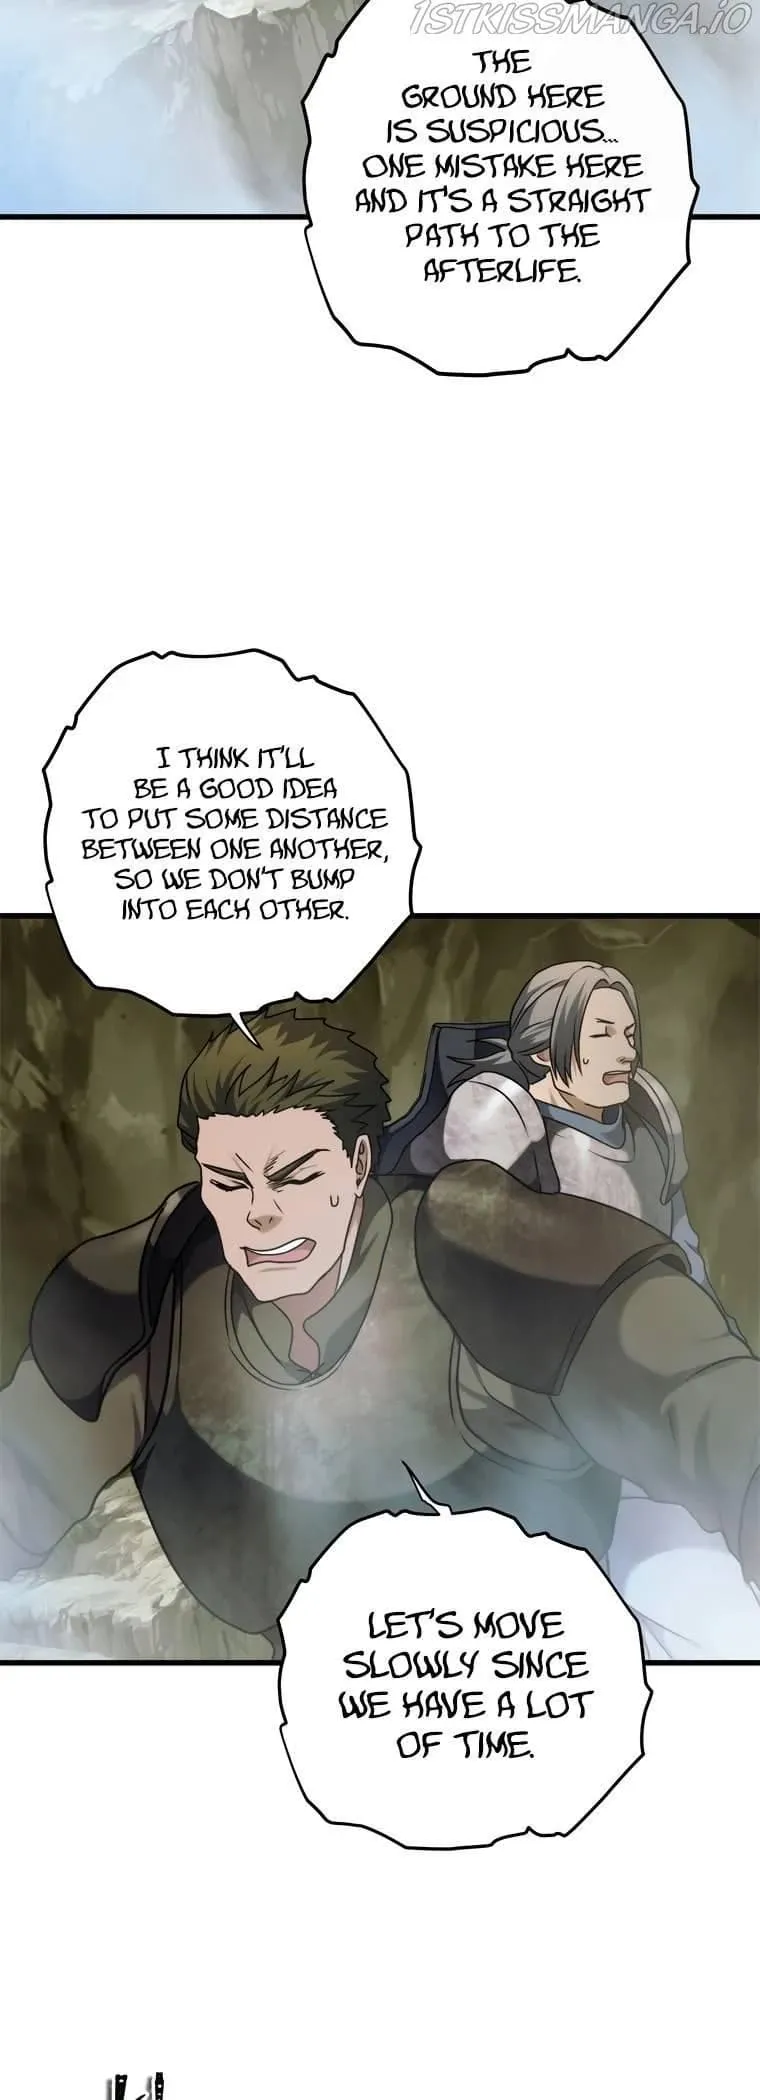 1STKISSMANGA.iO
THE
GROUND HERE
IS SUSPICIOUS...
ONE MISTAKE HERE
AND IT'S A STRAIGHT
PATH TO THE
AFTERLIFE.
I THINK IT'LL
BE A GOOD IDEA
TO PUT SOME DISTANCE
BETWEEN ONE ANOTHER,
SO WE DON'T BUMP
INTO EACH OTHER.
LET'S MOVE
SLOWLY SINCE
WE HAVE A LOT
OF TIME.